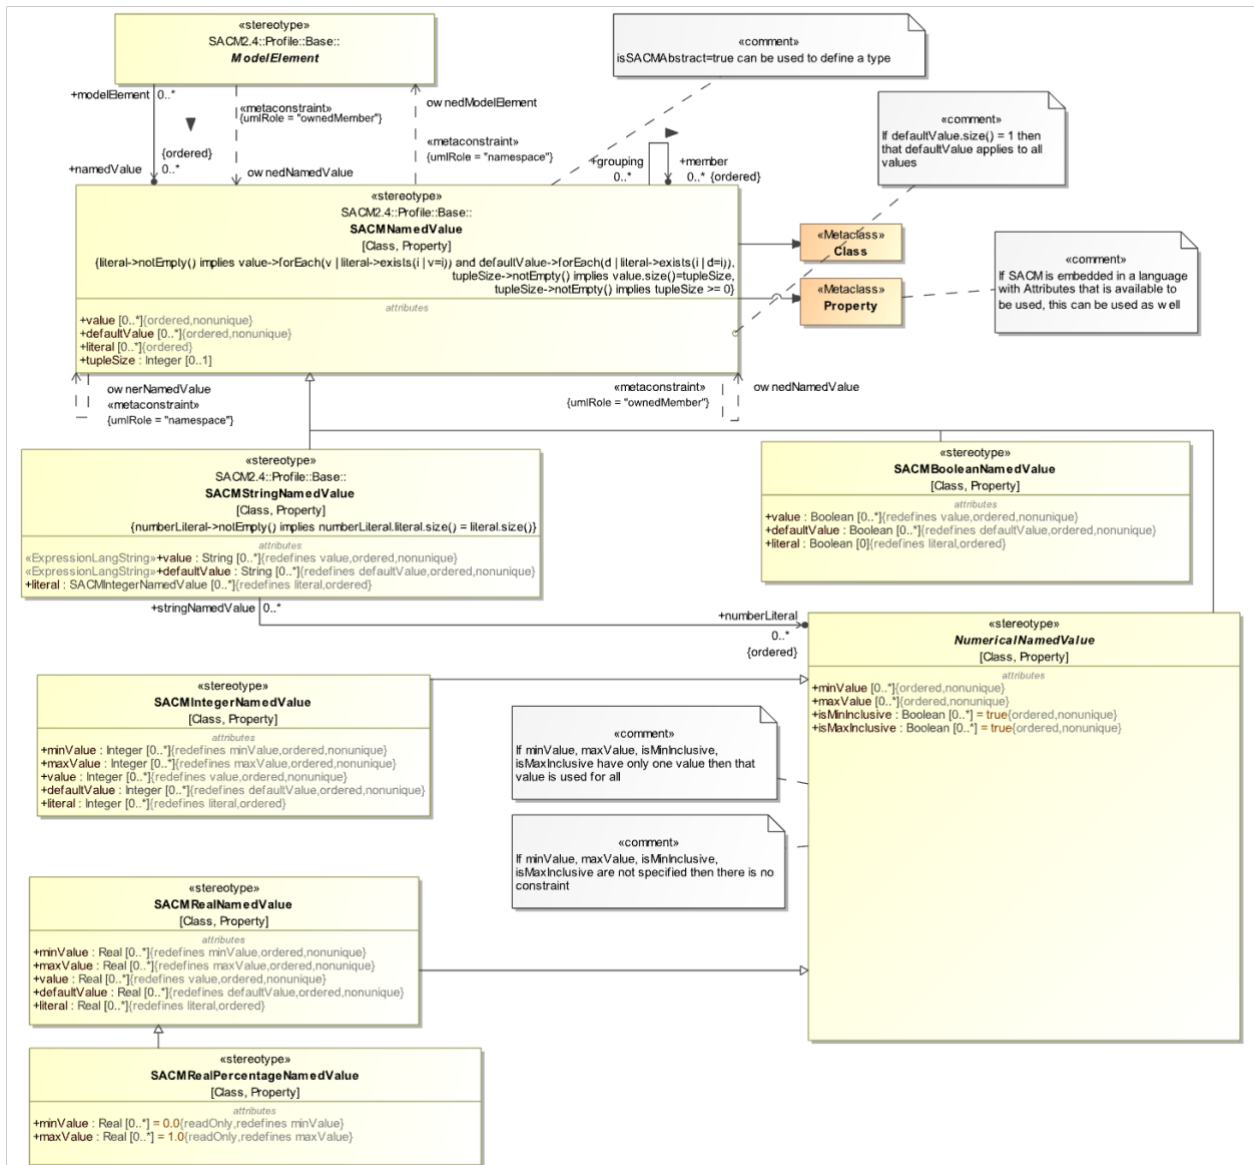 «stereotype»
SACM2.4::Profile::Base::
ModelElement
«comment»
isSACMAbstract=true can be used to define a type
+modelElement 0..*
«metaconstraint»
{umlRole = "ownedMember"}
ow nedModelElement
«metaconstraint»
{umlRole = "namespace"}
{ordered}
+namedValue 0..*
ow nedNamedValue
+grouping
0..*
+member
0..* {ordered}
«comment»
If defaultValue.size() = 1 then
that defaultValue applies to all
values
«stereotype»
SACM2.4::Profile::Base::
SACMNamedValue
[Class, Property]
{literal->notEmpty() implies value->forEach(v | literal->exists(i | v=i)) and defaultValue->forEach(d | literal->exists(i | d=i)),
tupleSize->notEmpty() implies value.size()=tupleSize,
tupleSize->notEmpty() implies tupleSize >= 0}
attributes
+value [0..*]{ordered,nonunique}
+defaultValue [0..*]{ordered,nonunique}
+literal [0..*]{ordered}
+tupleSize : Integer [0..1]
«Metaclass»
Class
«Metaclass»
Property
«comment»
If SACM is embedded in a language
with Attributes that is available to
be used, this can be used as w ell
ow nerNamedValue
«metaconstraint»
{umlRole = "namespace"}
«metaconstraint»
{umlRole = "ownedMember"}
ow nedNamedValue
«stereotype»
SACM2.4::Profile::Base::
SACMStringNamedValue
[Class, Property]
{numberLiteral->notEmpty() implies numberLiteral.literal.size() = literal.size()}
attributes
«ExpressionLangString»+value : String [0..*]{redefines value,ordered,nonunique}
«ExpressionLangString»+defaultValue : String [0..*]{redefines defaultValue,ordered,nonunique}
+literal : SACMIntegerNamedValue [0..*]{redefines literal,ordered}
«stereotype»
SACMBooleanNamedValue
[Class, Property]
attributes
+value : Boolean [0..*]{redefines value,ordered,nonunique}
+defaultValue : Boolean [0..*]{redefines defaultValue,ordered,nonunique}
+literal : Boolean [0]{redefines literal,ordered}
+stringNamedValue 0..*
+numberLiteral
0..*
{ordered}
«stereotype»
NumericalNamedValue
[Class, Property]
attributes
+minValue [0..*]{ordered,nonunique}
+maxValue [0..*]{ordered,nonunique}
+isMinInclusive : Boolean [0..*] = true{ordered,nonunique}
+isMaxInclusive : Boolean [0..*] = true{ordered,nonunique}
«stereotype»
SACMIntegerNamedValue
[Class, Property]
attributes
+minValue : Integer [0..*]{redefines minValue,ordered,nonunique}
+maxValue : Integer [0..*]{redefines maxValue,ordered,nonunique}
+value : Integer [0..*]{redefines value,ordered,nonunique}
+defaultValue : Integer [0..*]{redefines defaultValue,ordered,nonunique}
+literal : Integer [0..*]{redefines literal,ordered}
«comment»
If minValue, maxValue, isMinInclusive,
isMaxInclusive have only one value then that
value is used for all
«comment»
If minValue, maxValue, isMinInclusive,
isMaxInclusive are not specified then there is no
constraint
«stereotype»
SACMRealNamedValue
[Class, Property]
attributes
+minValue : Real [0..*]{redefines minValue,ordered,nonunique}
+maxValue : Real [0..*]{redefines maxValue,ordered,nonunique}
+value : Real [0..*]{redefines value,ordered,nonunique}
+defaultValue : Real [0..*]{redefines defaultValue,ordered,nonunique}
+literal : Real [0..*]{redefines literal,ordered}
«stereotype»
SACMRealPercentageNamedValue
[Class, Property]
attributes
+minValue : Real [0..*] = 0.0{readOnly,redefines minValue}
+maxValue : Real [0..*] = 1.0{readOnly,redefines maxValue}